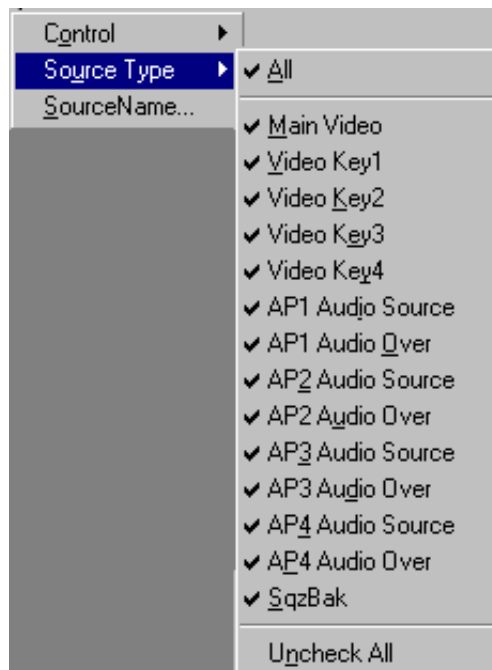 Control
Source Type
SourceName...
All
Main Video
Video Key1
Video Key2
Video Key3
Video Key4
AP1 Audio Source
AP1 Audio Over
AP2 Audio Source
AP2 Audio Over
AP3 Audio Source
AP3 Audio Over
AP4 Audio Source
AP4 Audio Over
SqzBak
Uncheck All